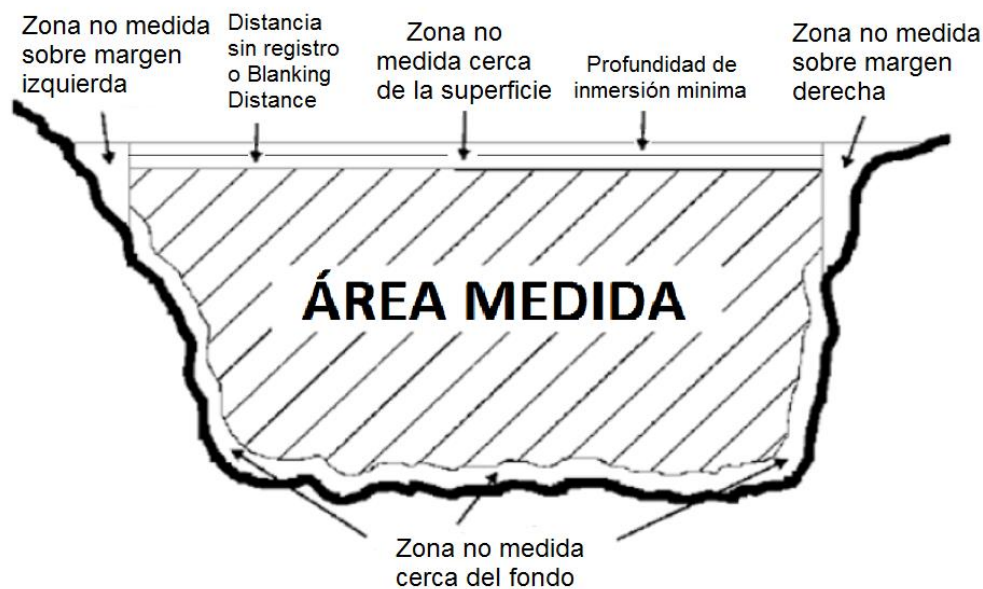 Zona no medida
sobre margen
izquierda
Distancia
sin registro
o Blanking
Distance
Zona no
medida cerca
de la superficie
Profundidad de
inmersión minima
Zona no medida
sobre margen
derecha
ÁREA MEDIDA
Zona no medida
cerca del fondo